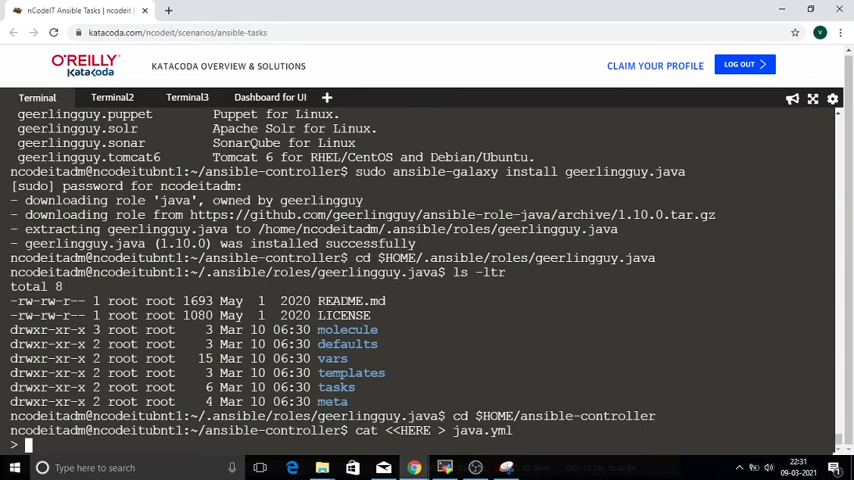 nCodeIT Ansible Tasks | ncodeit |
katacoda.com/ncodeit/scenarios/ansible-tasks
V
O'REILLY
Katacoda
KATACODA OVERVIEW & SOLUTIONS
CLAIM YOUR PROFILE
LOG OUT
Terminal Terminal2 Terminal3 Dashboard for UI
geerlingguy.puppet Puppet for Linux.
geerlingguy.solr Apache Solr for Linux.
geerlingguy.sonar SonarQube for Linux
geerlingguy.tomcat6 Tomcat 6 for RHEL/CentOS and Debian/Ubuntu.
ncodeitadm@ncodeitubnt1:~/ansible-controller$ sudo ansible-galaxy install geerlingguy.java
[sudo] password for ncodeitadm:
- downloading role 'java', owned by geerlingguy
- downloading role from https://github.com/geerlingguy/ansible-role-java/archive/1.10.0.tar.gz
- extracting geerlingguy.java to /home/ncodeitadm/.ansible/roles/geerlingguy.java
- geerlingguy.java (1.10.0) was installed successfully
ncodeitadm@ncodeitubnt1:~/ansible-controller$ cd $HOME/.ansible/roles/geerlingguy.java
ncodeitadm@ncodeitubnt1:~/.ansible/roles/geerlingguy.java$ ls -ltr
total 8
-rw-rw-r-- 1 root root 1693 May 1 2020 README.md
-rw-rw-r-- 1 root root 1080 May 1 2020 LICENSE
drwxr-xr-x 3 root root 3 Mar 10 06:30 molecule
drwxr-xr-x 2 root root 3 Mar 10 06:30 defaults
drwxr-xr-x 2 root root 15 Mar 10 06:30 vars
drwxr-xr-x 2 root root 3 Mar 10 06:30 templates
drwxr-xr-x 2 root root 6 Mar 10 06:30 tasks
drwxr-xr-x 2 root root 4 Mar 10 06:30 meta
ncodeitadm@ncodeitubnt1:~/.ansible/roles/geerlingguy.java$ cd $HOME/ansible-controller
ncodeitadm@ncodeitubnt1:~/ansible-controller$ cat <<HERE > java.yml
>
Type here to search
22:31
09-03-2021